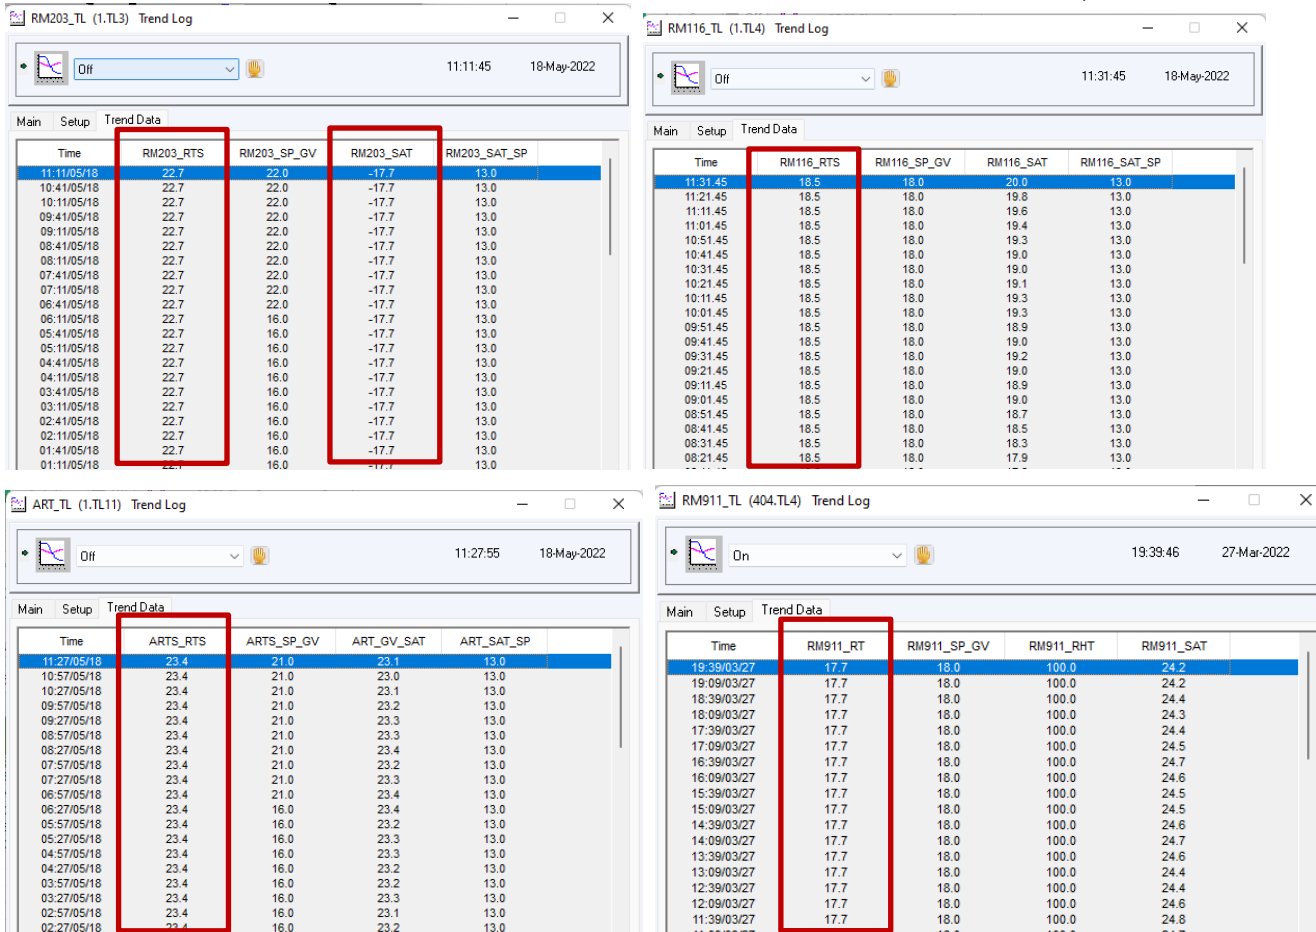 RM203_TL (1.TL3) Trend Log
Off 11:11:45 18-May-2022
Main Setup Trend Data
Time RM203_RTS RM203_SP_GV RM203_SAT RM203_SAT_SP
11:11/05/18 22.7 22.0 -17.7 13.0
10:41/05/18 22.7 22.0 -17.7 13.0
10:11/05/18 22.7 22.0 -17.7 13.0
09:41/05/18 22.7 22.0 -17.7 13.0
09:11/05/18 22.7 22.0 -17.7 13.0
08:41/05/18 22.7 22.0 -17.7 13.0
08:11/05/18 22.7 22.0 -17.7 13.0
07:41/05/18 22.7 22.0 -17.7 13.0
07:11/05/18 22.7 22.0 -17.7 13.0
06:41/05/18 22.7 22.0 -17.7 13.0
06:11/05/18 22.7 16.0 -17.7 13.0
05:41/05/18 22.7 16.0 -17.7 13.0
05:11/05/18 22.7 16.0 -17.7 13.0
04:41/05/18 22.7 16.0 -17.7 13.0
04:11/05/18 22.7 16.0 -17.7 13.0
03:41/05/18 22.7 16.0 -17.7 13.0
03:11/05/18 22.7 16.0 -17.7 13.0
02:41/05/18 22.7 16.0 -17.7 13.0
02:11/05/18 22.7 16.0 -17.7 13.0
01:41/05/18 22.7 16.0 -17.7 13.0
01:11/05/18 22.7 16.0 -17.7 13.0
RM116_TL (1.TL4) Trend Log
Off 11:31:45 18-May-2022
Main Setup Trend Data
Time RM116_RTS RM116_SP_GV RM116_SAT RM116_SAT_SP
11:31.45 18.5 18.0 20.0 13.0
11:21.45 18.5 18.0 19.8 13.0
11:11.45 18.5 18.0 19.6 13.0
11:01.45 18.5 18.0 19.4 13.0
10:51.45 18.5 18.0 19.3 13.0
10:41.45 18.5 18.0 19.0 13.0
10:31.45 18.5 18.0 19.0 13.0
10:21.45 18.5 18.0 19.1 13.0
10:11.45 18.5 18.0 19.3 13.0
10:01.45 18.5 18.0 19.3 13.0
09:51.45 18.5 18.0 18.9 13.0
09:41.45 18.5 18.0 19.0 13.0
09:31.45 18.5 18.0 19.2 13.0
09:21.45 18.5 18.0 19.0 13.0
09:11.45 18.5 18.0 18.9 13.0
09:01.45 18.5 18.0 19.0 13.0
08:51.45 18.5 18.0 18.7 13.0
08:41.45 18.5 18.0 18.5 13.0
08:31.45 18.5 18.0 18.3 13.0
08:21.45 18.5 18.0 17.9 13.0
ART_TL (1.TL11) Trend Log
Off 11:27:55 18-May-2022
Main Setup Trend Data
Time ARTS_RTS ARTS_SP_GV ART_GV_SAT ART_SAT_SP
11:27/05/18 23.4 21.0 23.1 13.0
10:57/05/18 23.4 21.0 23.0 13.0
10:27/05/18 23.4 21.0 23.1 13.0
09:57/05/18 23.4 21.0 23.2 13.0
09:27/05/18 23.4 21.0 23.3 13.0
08:57/05/18 23.4 21.0 23.3 13.0
08:27/05/18 23.4 21.0 23.4 13.0
07:57/05/18 23.4 21.0 23.2 13.0
07:27/05/18 23.4 21.0 23.3 13.0
06:57/05/18 23.4 21.0 23.4 13.0
06:27/05/18 23.4 16.0 23.4 13.0
05:57/05/18 23.4 16.0 23.2 13.0
05:27/05/18 23.4 16.0 23.3 13.0
04:57/05/18 23.4 16.0 23.3 13.0
04:27/05/18 23.4 16.0 23.2 13.0
03:57/05/18 23.4 16.0 23.2 13.0
03:27/05/18 23.4 16.0 23.3 13.0
02:57/05/18 23.4 16.0 23.1 13.0
02:27/05/18 23.4 16.0 23.2 13.0
RM911_TL (404.TL4) Trend Log
On 19:39:46 27-Mar-2022
Main Setup Trend Data
Time RM911_RT RM911_SP_GV RM911_RHT RM911_SAT
19:39/03/27 17.7 18.0 100.0 24.2
19:09/03/27 17.7 18.0 100.0 24.2
18:39/03/27 17.7 18.0 100.0 24.4
18:09/03/27 17.7 18.0 100.0 24.3
17:39/03/27 17.7 18.0 100.0 24.4
17:09/03/27 17.7 18.0 100.0 24.5
16:39/03/27 17.7 18.0 100.0 24.7
16:09/03/27 17.7 18.0 100.0 24.6
15:39/03/27 17.7 18.0 100.0 24.5
15:09/03/27 17.7 18.0 100.0 24.5
14:39/03/27 17.7 18.0 100.0 24.6
14:09/03/27 17.7 18.0 100.0 24.7
13:39/03/27 17.7 18.0 100.0 24.6
13:09/03/27 17.7 18.0 100.0 24.4
12:39/03/27 17.7 18.0 100.0 24.4
12:09/03/27 17.7 18.0 100.0 24.6
11:39/03/27 17.7 18.0 100.0 24.8